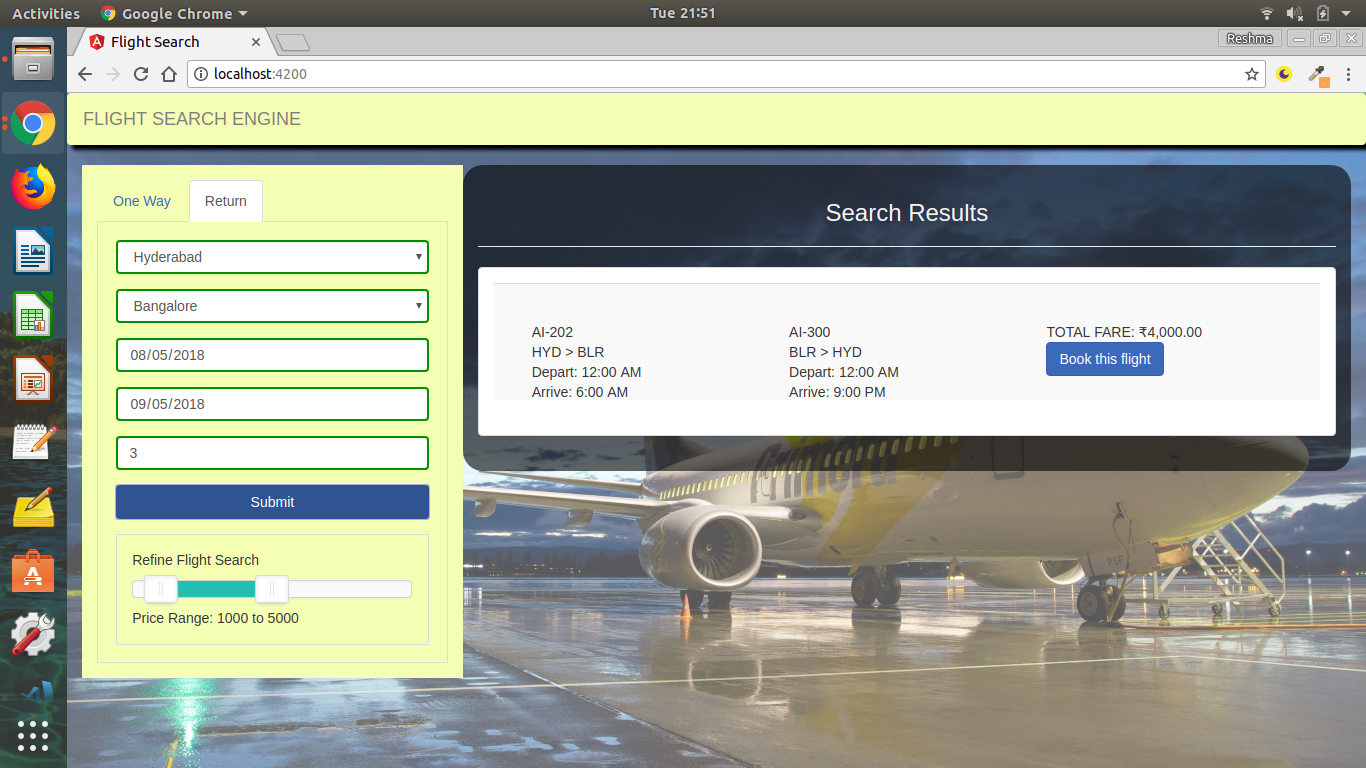 Activities
Google Chrome
Tue 21:51
Flight Search
Reshma
localhost:4200
FLIGHT SEARCH ENGINE
One Way
Return
Hyderabad
Bangalore
08/05/2018
09/05/2018
3
Submit
Refine Flight Search
Price Range: 1000 to 5000
Search Results
AI-202
HYD > BLR
Depart: 12:00 AM
Arrive: 6:00 AM
AI-300
BLR > HYD
Depart: 12:00 AM
Arrive: 9:00 PM
TOTAL FARE: ₹4,000.00
Book this flight